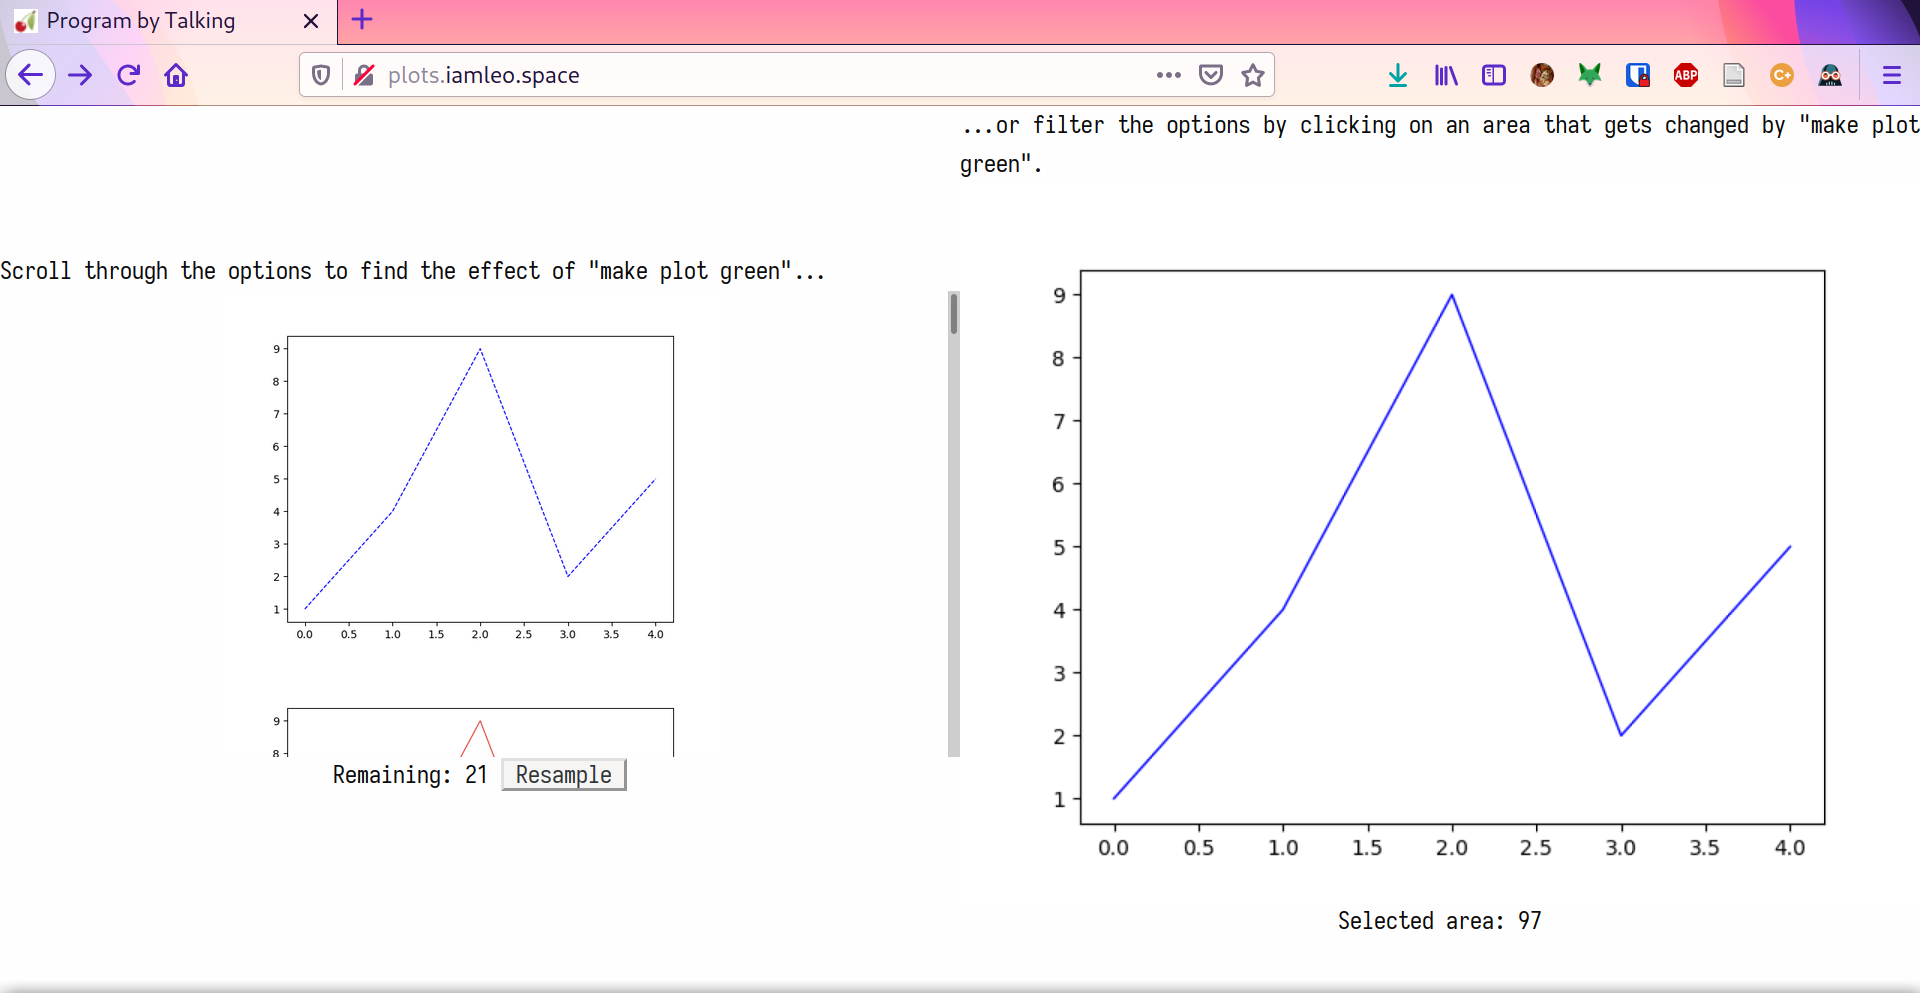 Program by Talking
plots.iamleo.space
ABP
C+
Scroll through the options to find the effect of "make plot green"...
9
8
7
6
5
4
3
2
1
0.0 0.5 1.0 1.5 2.0 2.5 3.0 3.5 4.0
9
8
Remaining: 21 Resample
...or filter the options by clicking on an area that gets changed by "make plot
green".
9
8
7
6
5
4
3
2
1
0.0 0.5 1.0 1.5 2.0 2.5 3.0 3.5 4.0
Selected area: 97